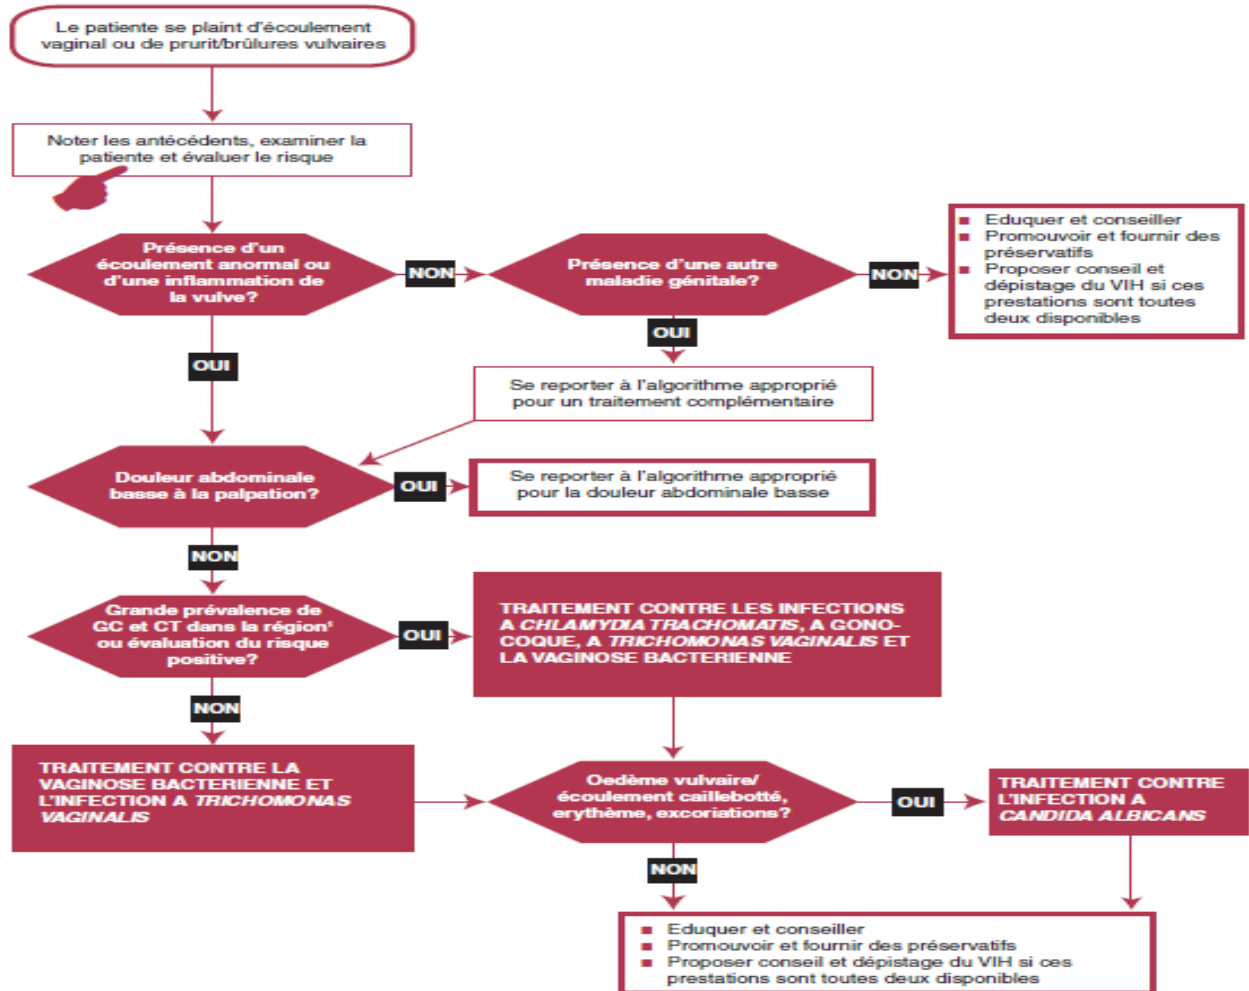 Le patiente se plaint d'écoulement
vaginal ou de prurit/brûlures vulvaires
Noter les antécédents, examiner la
patiente et évaluer le risque
Présence d'un
écoulement anormal ou
d'une inflammation de
la vulve?
NON
Présence d'une autre
maladie génitale?
NON
■ Eduquer et conseiller
■ Promouvoir et fournir des
préservatifs
■ Proposer conseil et
dépistage du VIH si ces
prestations sont toutes
deux disponibles
OUI
OUI
Se reporter à l'algorithme approprié
pour un traitement complémentaire
Douleur abdominale
basse à la palpation?
OUI
Se reporter à l'algorithme approprié
pour la douleur abdominale basse
NON
Grande prévalence de
GC et CT dans la région¹
ou évaluation du risque
positive?
OUI
TRAITEMENT CONTRE LES INFECTIONS
A CHLAMYDIA TRACHOMATIS, A GONO-
COQUE, A TRICHOMONAS VAGINALIS ET
LA VAGINOSE BACTERIENNE
NON
TRAITEMENT CONTRE LA
VAGINOSE BACTERIENNE ET
L'INFECTION A TRICHOMONAS
VAGINALIS
Oedème vulvaire/
écoulement caillebotté,
erythème, excoriations?
OUI
TRAITEMENT CONTRE
L'INFECTION A
CANDIDA ALBICANS
NON
■ Eduquer et conseiller
■ Promouvoir et fournir des préservatifs
■ Proposer conseil et dépistage du VIH si ces
prestations sont toutes deux disponibles